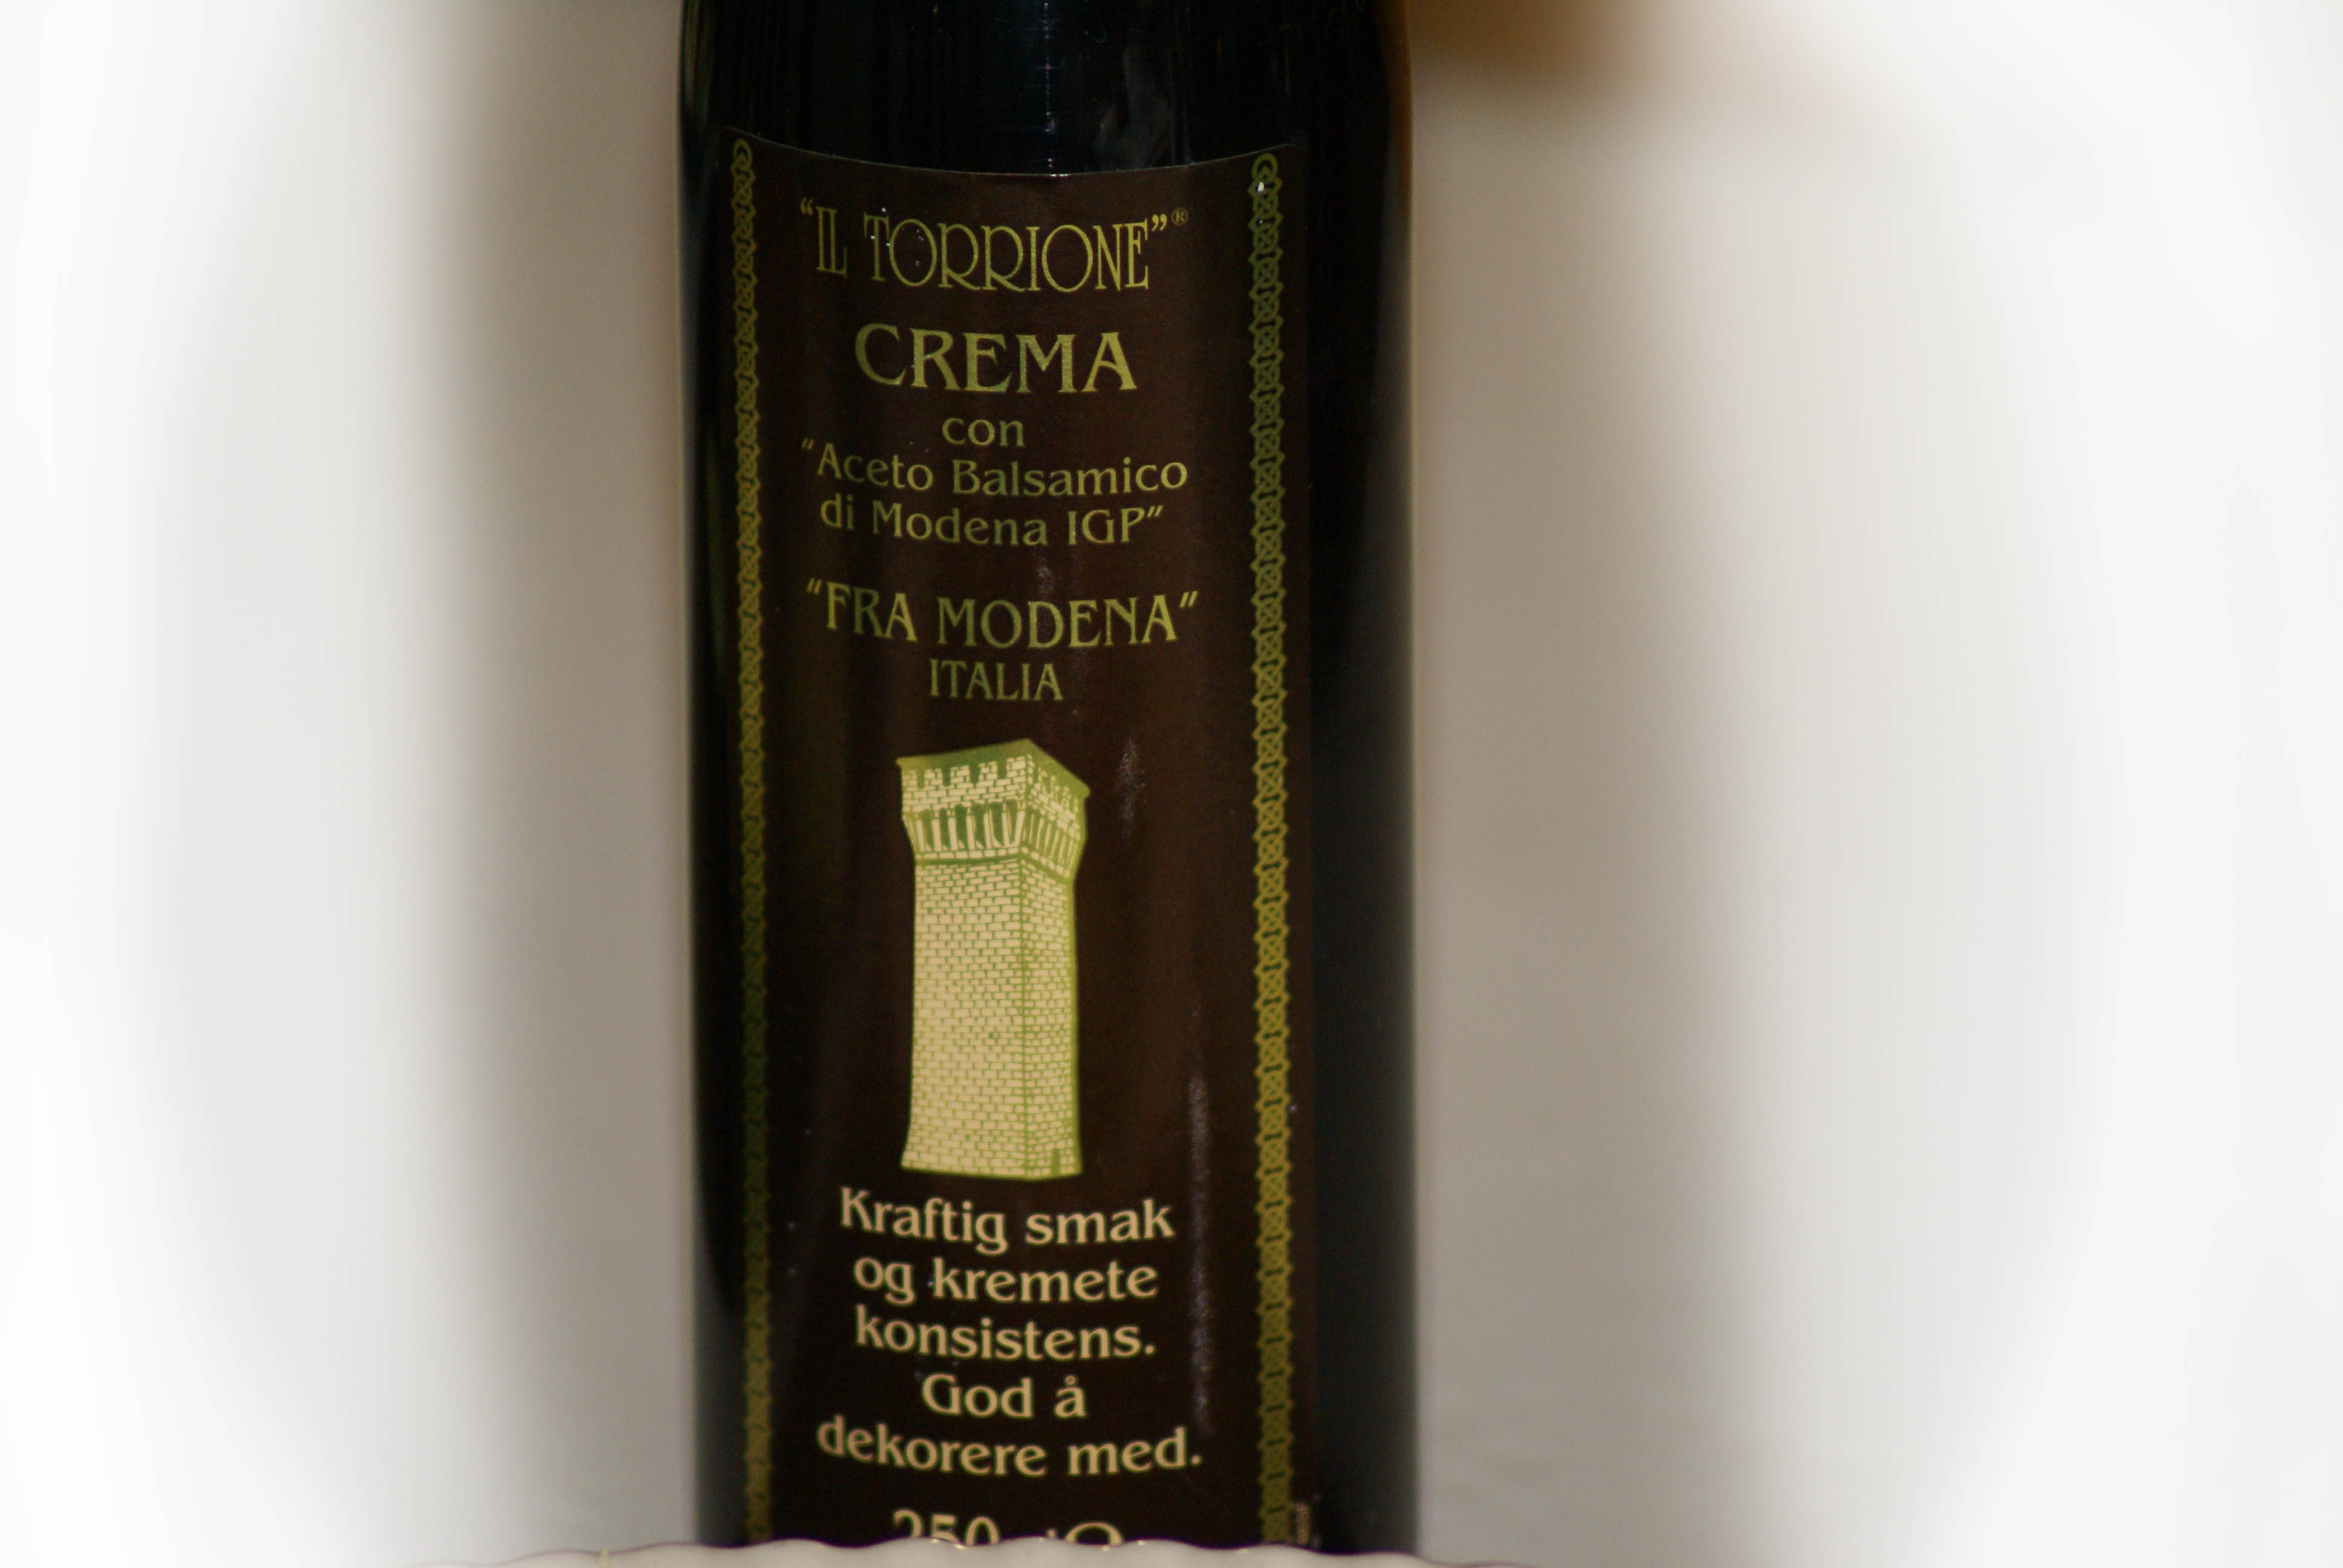 “IL TORRIONE”®
CREMA
con
“Aceto Balsamico
di Modena IGP”
“FRA MODENA”
ITALIA
Kraftig smak
og kremete
konsistens.
God å
dekorere med.
250